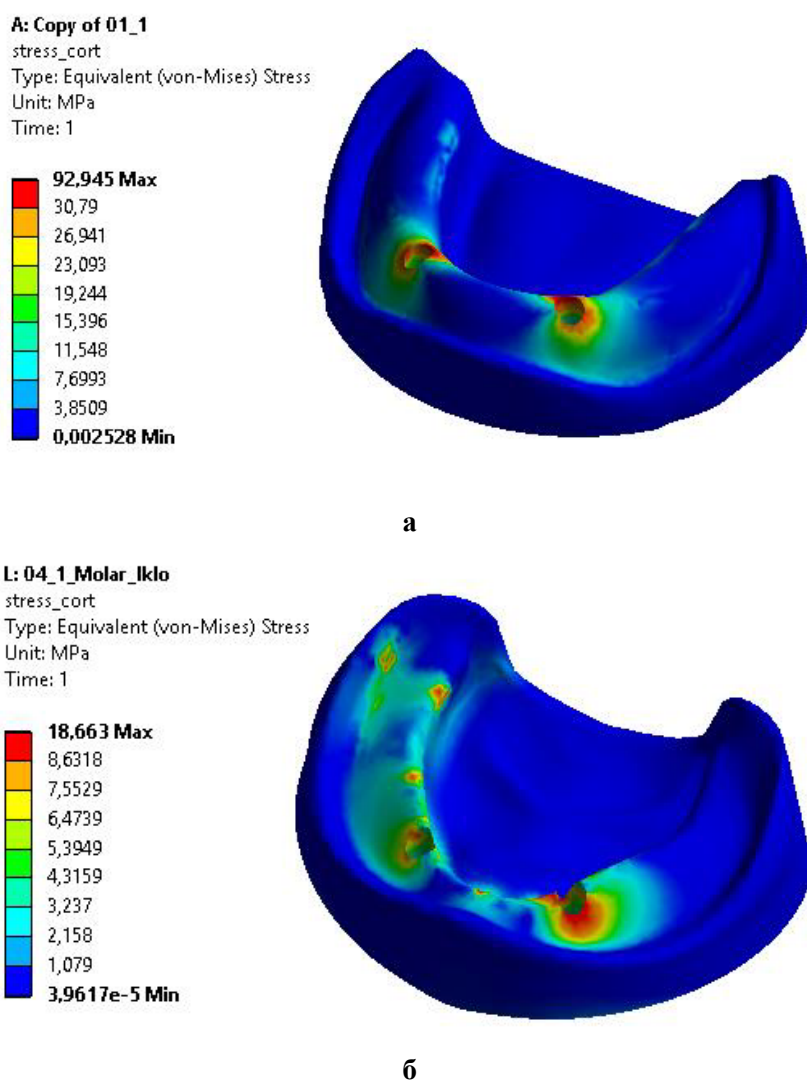 A: Copy of 01_1
stress_cort
Type: Equivalent (von-Mises) Stress
Unit: MPa
Time: 1
92,945 Max
30,79
26,941
23,093
19,244
15,396
11,548
7,6993
3,8509
0,002528 Min
а
L: 04_1_Molar_Iklo
stress_cort
Type: Equivalent (von-Mises) Stress
Unit: MPa
Time: 1
18,663 Max
8,6318
7,5529
6,4739
5,3949
4,3159
3,237
2,158
1,079
3,9617e-5 Min
б